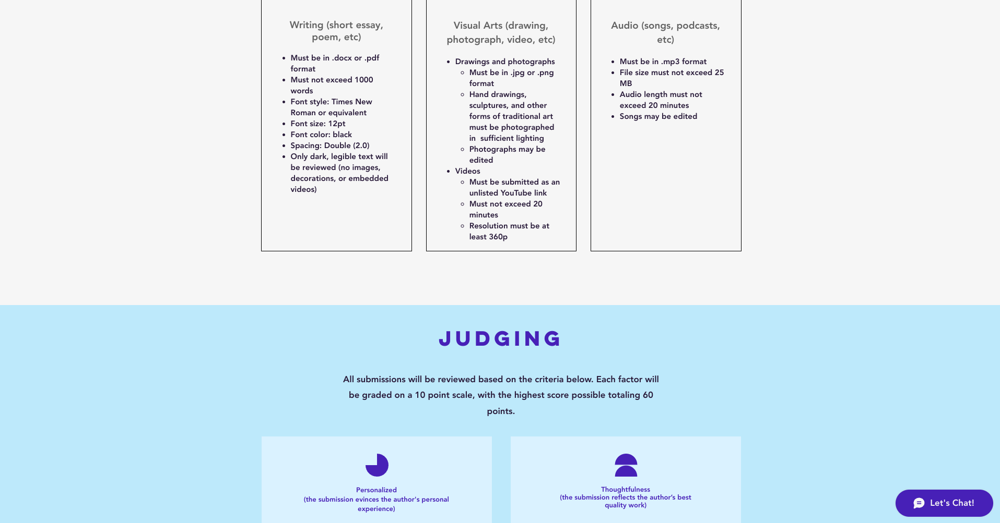 Writing (short essay,
poem, etc)
Must be in .docx or .pdf
format
Must not exceed 1000
words
Font style: Times New
Roman or equivalent
Font size: 12pt
Font color: black
Spacing: Double (2.0)
Only dark, legible text will
be reviewed (no images,
decorations, or embedded
videos)
Visual Arts (drawing,
photograph, video, etc)
Drawings and photographs
Must be in .jpg or .png
format
Hand drawings,
sculptures, and other
forms of traditional art
must be photographed
in  sufficient lighting
Photographs may be
edited
Videos
Must be submitted as an
unlisted YouTube link
Must not exceed 20
minutes
Resolution must be at
least 360p
Audio (songs, podcasts,
etc)
Must be in .mp3 format
File size must not exceed 25
MB
Audio length must not
exceed 20 minutes
Songs may be edited
JUDGING
All submissions will be reviewed based on the criteria below. Each factor will
be graded on a 10 point scale, with the highest score possible totaling 60
points.
Personalized
(the submission evinces the author's personal
experience)
Thoughtfulness
(the submission reflects the author’s best
quality work)
Let's Chat!